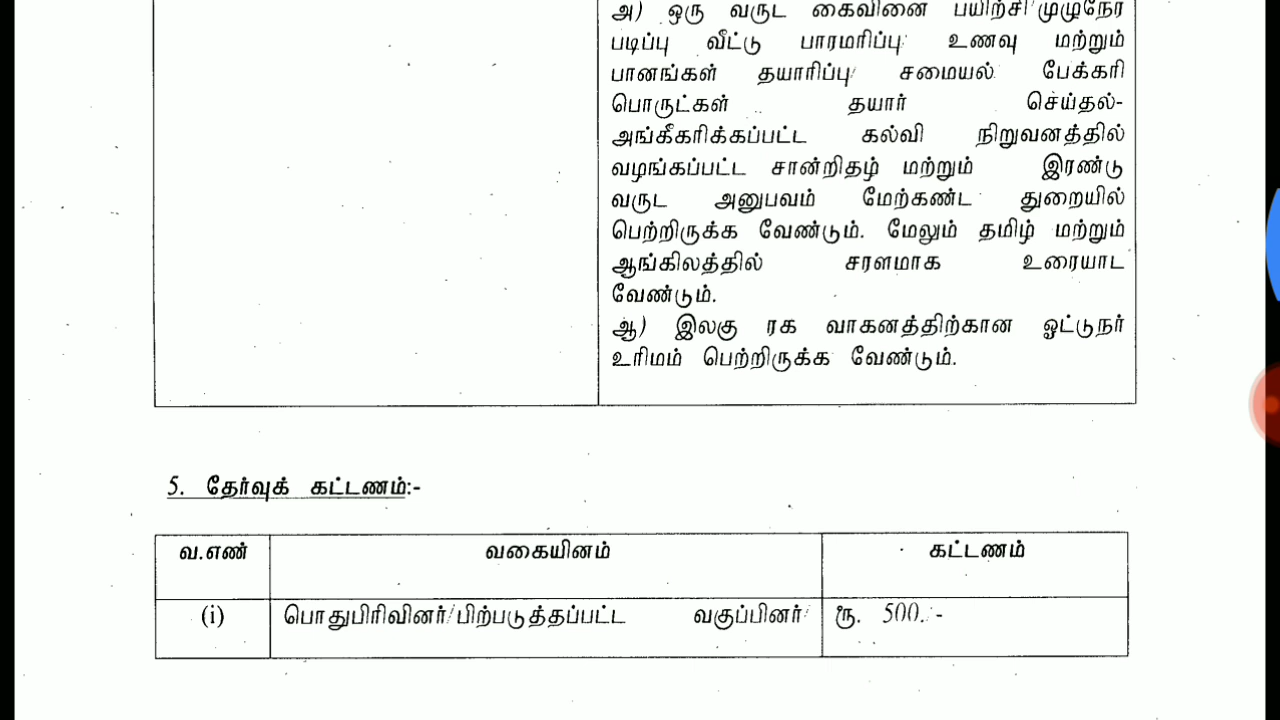 அ) ஒரு வருட கைவினை பயிற்சி/முழுநேர
படிப்பு வீட்டு பாரமரிப்பு/ உணவு மற்றும்
பானங்கள் தயாரிப்பு/ சமையல் பேக்கரி
பொருட்கள் தயார் செய்தல்-
அங்கீகரிக்கப்பட்ட கல்வி நிறுவனத்தில்
வழங்கப்பட்ட சான்றிதழ் மற்றும் இரண்டு
வருட அனுபவம் மேற்கண்ட துறையில்
பெற்றிருக்க வேண்டும். மேலும் தமிழ் மற்றும்
ஆங்கிலத்தில் சரளமாக உரையாட
வேண்டும்.
ஆ) இலகு ரக வாகனத்திற்கான ஓட்டுநர்
உரிமம் பெற்றிருக்க வேண்டும்.
5. தேர்வுக் கட்டணம்:-
வ.எண் வகையினம் கட்டணம்
(i) பொதுபிரிவினர்/பிற்படுத்தப்பட்ட வகுப்பினர்/ ரூ. 500/-